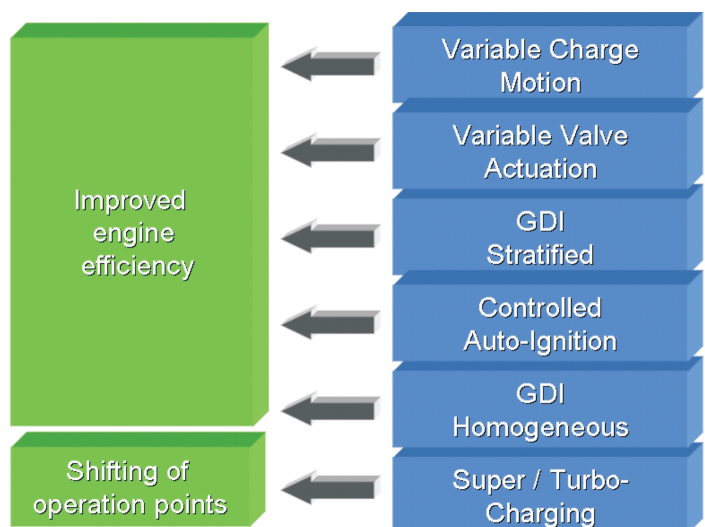 Improved
engine
efficiency
Shifting of
operation points
Variable Charge
Motion
Variable Valve
Actuation
GDI
Stratified
Controlled
Auto-Ignition
GDI
Homogeneous
Super / Turbo-
Charging